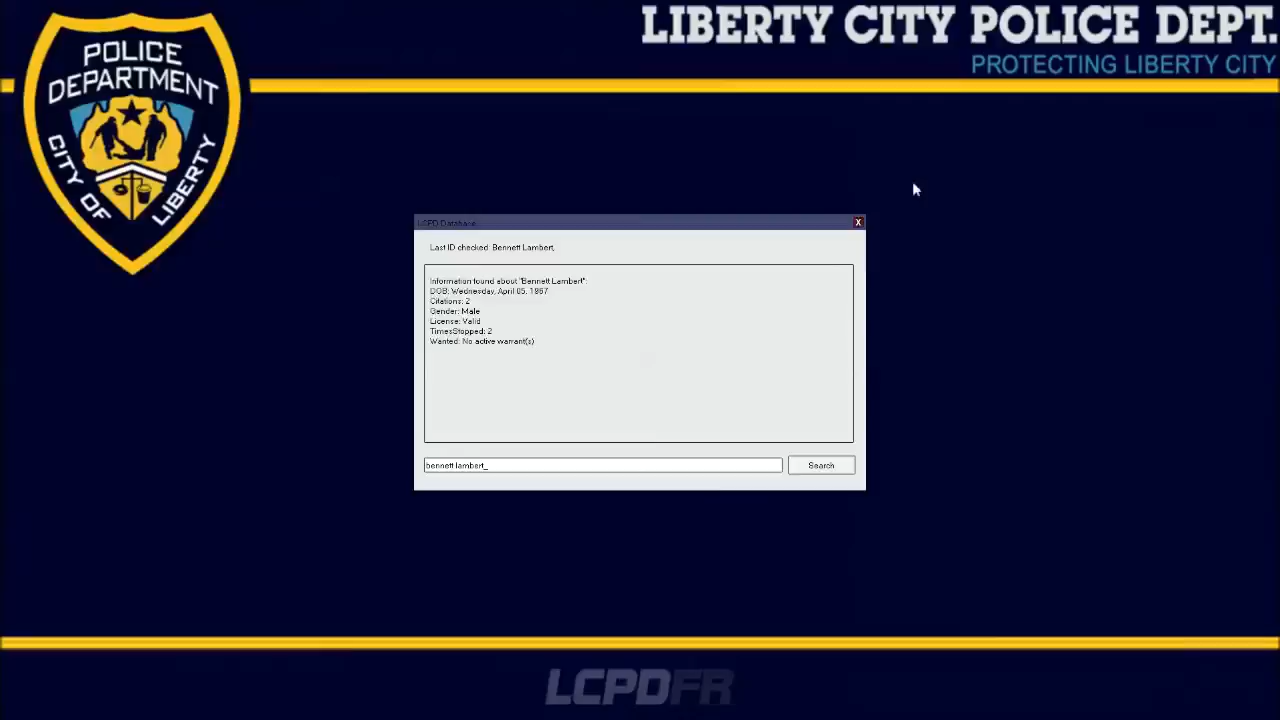 LIBERTY CITY POLICE DEPT.
PROTECTING LIBERTY CITY
POLICE
DEPARTMENT
CITY OF LIBERTY
LCPD Database
X
Last ID checked: Bennett Lambert.
Information found about "Bennett Lambert":
DOB: Wednesday, April 05, 1967
Citations: 2
Gender: Male
License: Valid
TimesStopped: 2
Wanted: No active warrant(s)
bennett lambert_
Search
LCPDFR